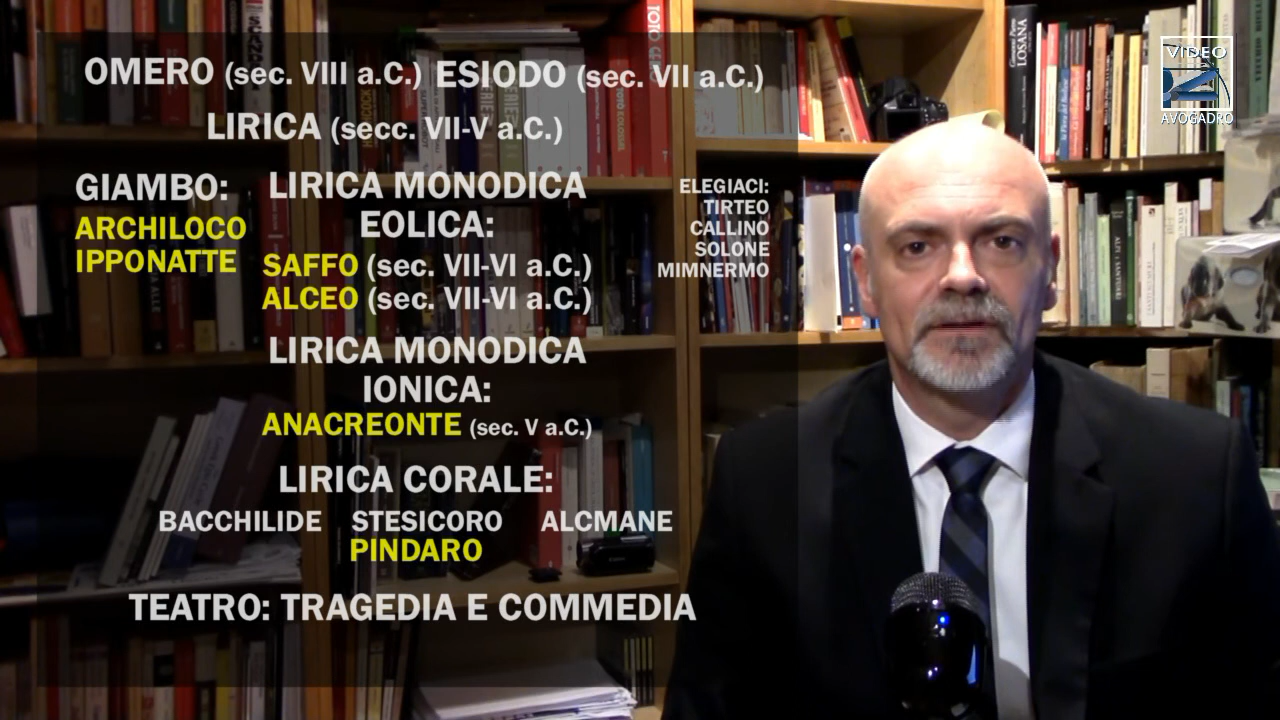 OMERO (sec. VIII a.C.) ESIODO (sec. VII a.C.)
LIRICA (secc. VII-V a.C.)
GIAMBO:
ARCHILOCO
IPPONATTE
LIRICA MONODICA
EOLICA:
SAFFO (sec. VII-VI a.C.)
ALCEO (sec. VII-VI a.C.)
ELEGIACI:
TIRTEO
CALLINO
SOLONE
MIMNERMO
LIRICA MONODICA
IONICA:
ANACREONTE (sec. V a.C.)
LIRICA CORALE:
BACCHILIDE STESICORO ALCMANE
PINDARO
TEATRO: TRAGEDIA E COMMEDIA
VIDEO
AVOGADRO
LOSANA